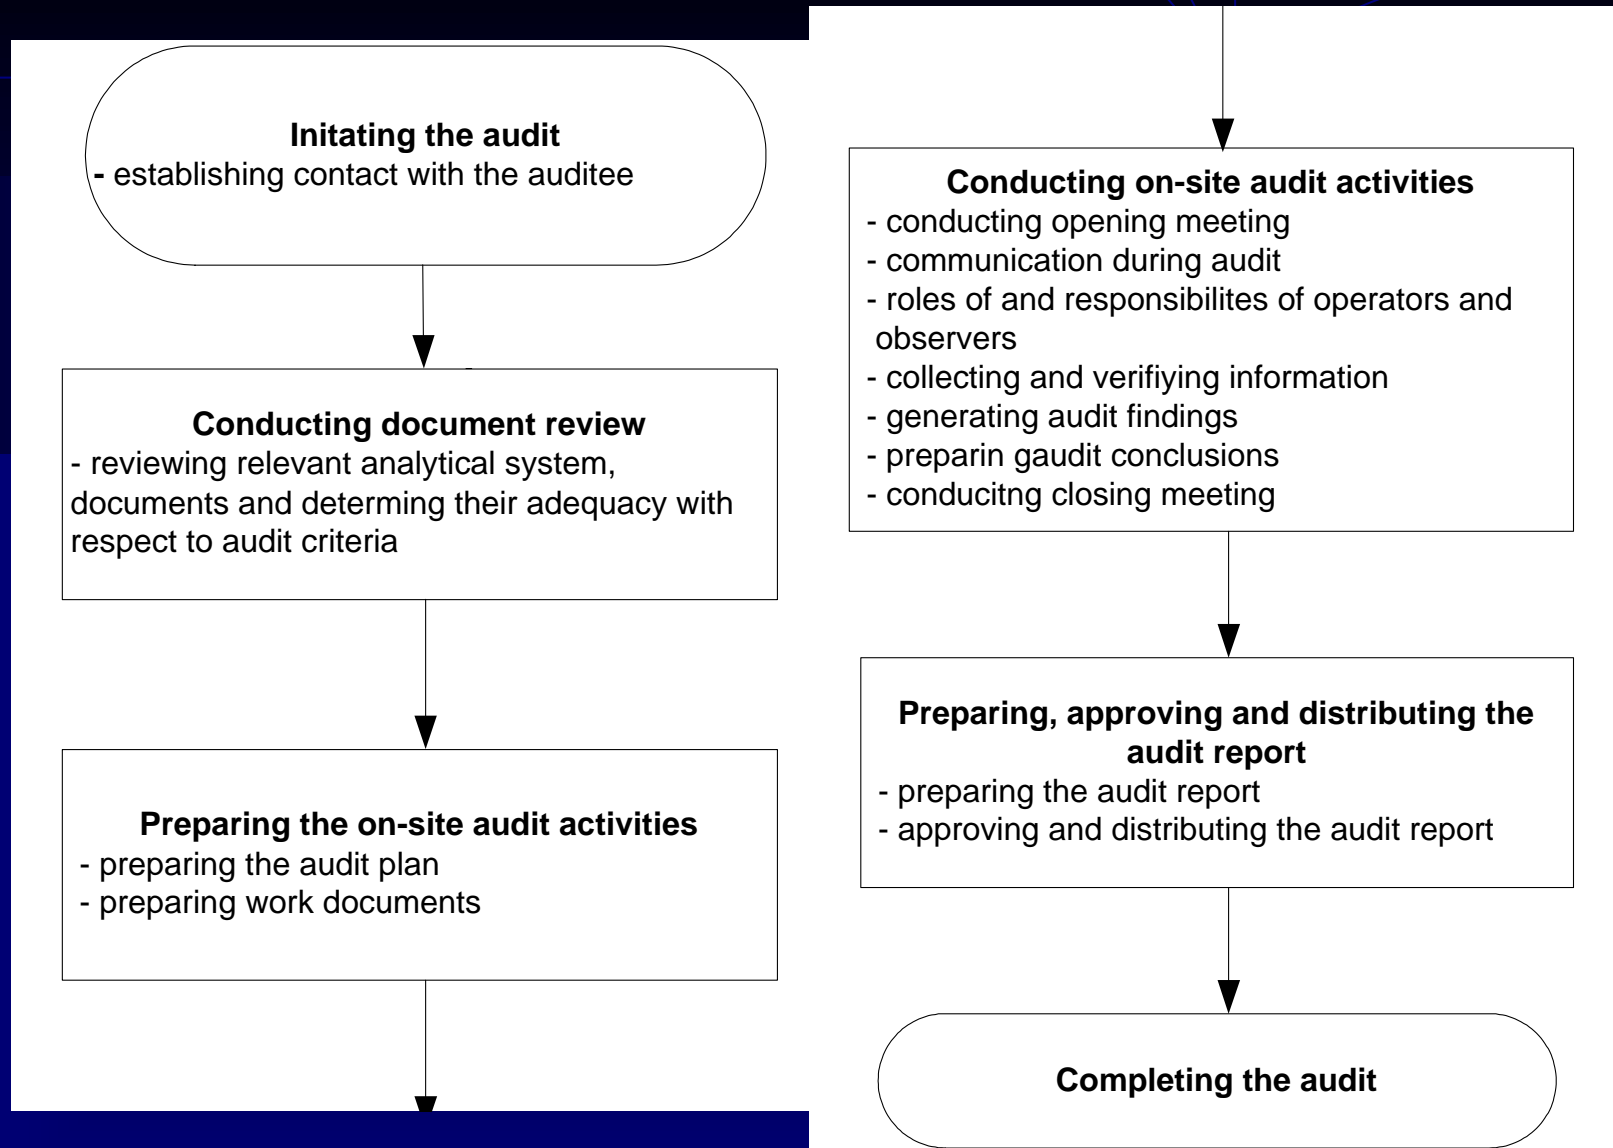 Initating the audit
- establishing contact with the auditee
Conducting document review
- reviewing relevant analytical system,
documents and determing their adequacy with
respect to audit criteria
Preparing the on-site audit activities
- preparing the audit plan
- preparing work documents
Conducting on-site audit activities
- conducting opening meeting
- communication during audit
- roles of and responsibilites of operators and
observers
- collecting and verifiying information
- generating audit findings
- preparin gaudit conclusions
- conducitng closing meeting
Preparing, approving and distributing the
audit report
- preparing the audit report
- approving and distributing the audit report
Completing the audit